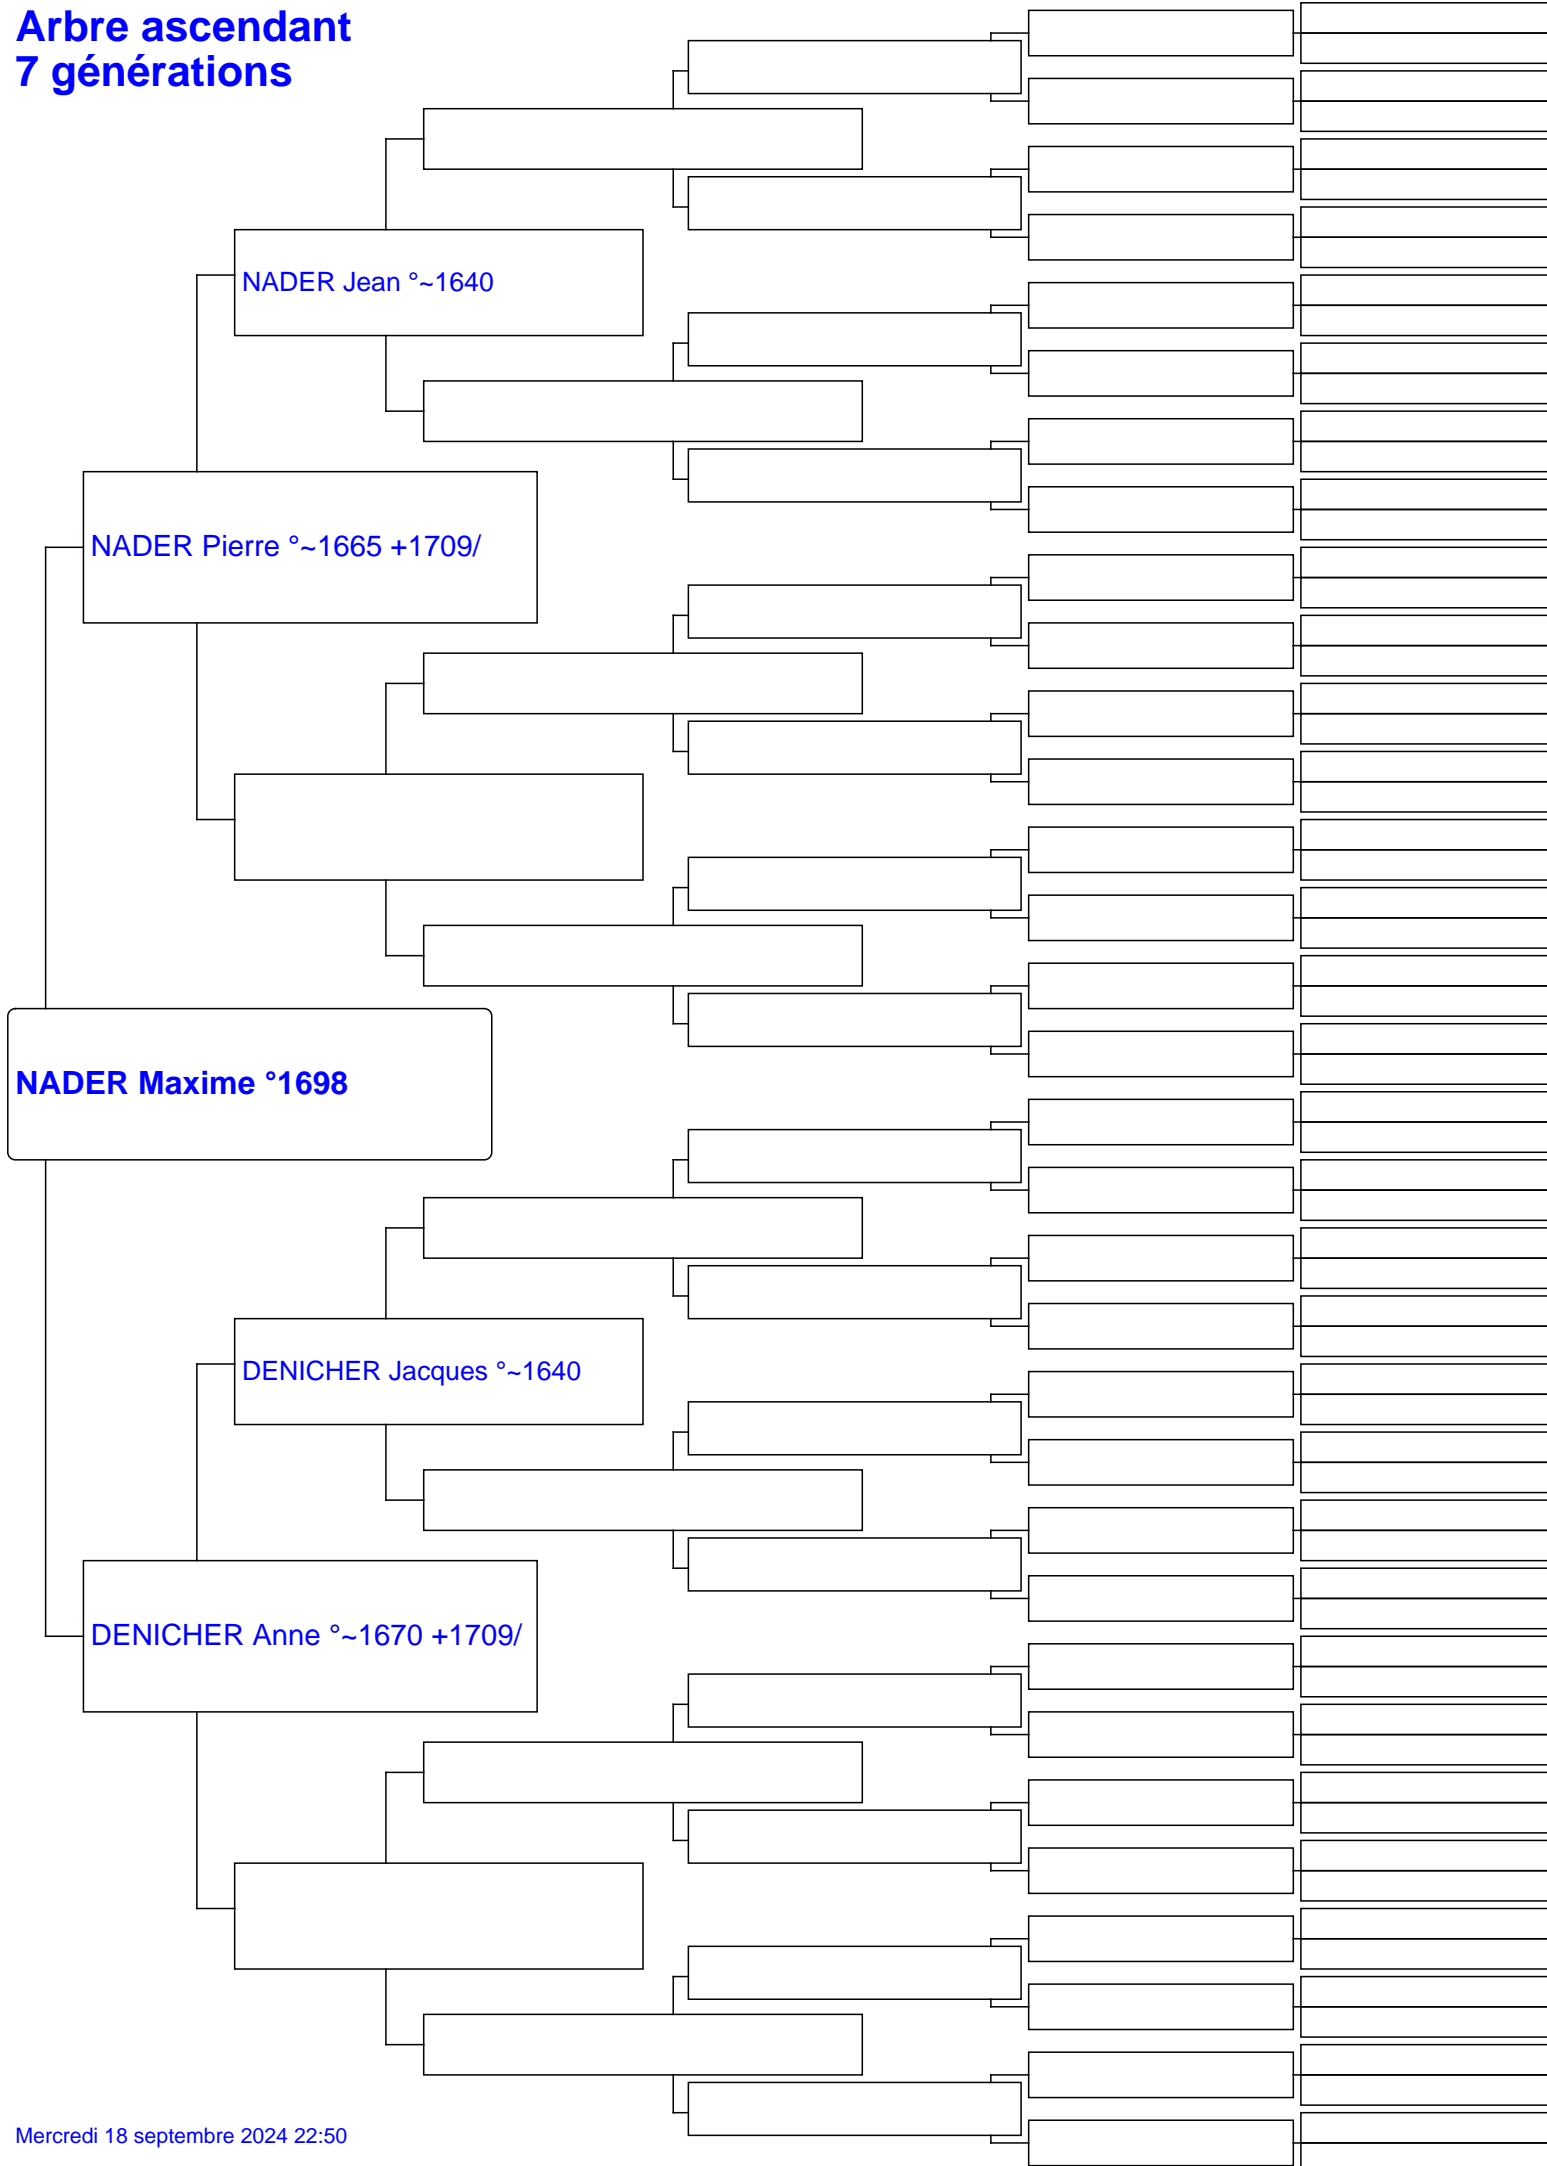 Arbre ascendant
7 générations
NADER Jean °~1640
NADER Pierre °~1665 +1709/
NADER Maxime °1698
DENICHER Jacques °~1640
DENICHER Anne °~1670 +1709/
Mercredi 18 septembre 2024 22:50